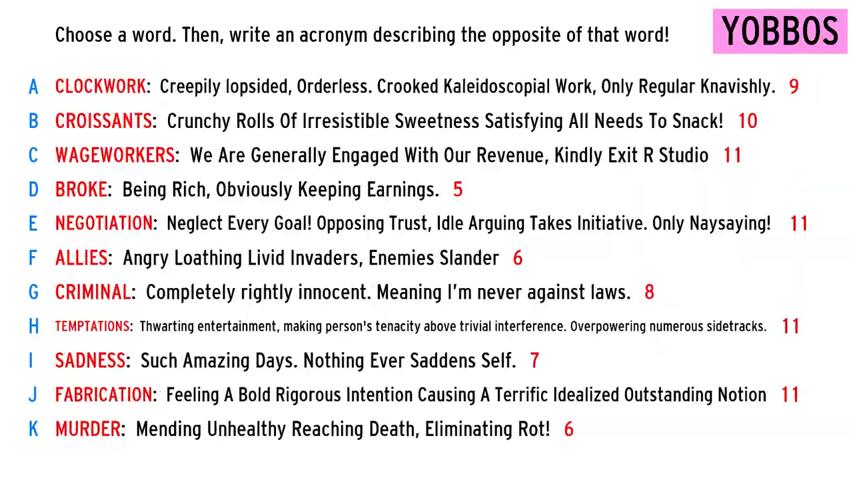 Choose a word. Then, write an acronym describing the opposite of that word! YOBBOS
A CLOCKWORK: Creepily lopsided, Orderless. Crooked Kaleidoscopial Work, Only Regular Knavishly. 9
B CROISSANTS: Crunchy Rolls Of Irresistible Sweetness Satisfying All Needs To Snack! 10
C WAGEWORKERS: We Are Generally Engaged With Our Revenue, Kindly Exit R Studio 11
D BROKE: Being Rich, Obviously Keeping Earnings. 5
E NEGOTIATION: Neglect Every Goal! Opposing Trust, Idle Arguing Takes Initiative. Only Naysaying! 11
F ALLIES: Angry Loathing Livid Invaders, Enemies Slander 6
G CRIMINAL: Completely rightly innocent. Meaning I'm never against laws. 8
H TEMPTATIONS: Thwarting entertainment, making person's tenacity above trivial interference. Overpowering numerous sidetracks. 11
I SADNESS: Such Amazing Days. Nothing Ever Saddens Self. 7
J FABRICATION: Feeling A Bold Rigorous Intention Causing A Terrific Idealized Outstanding Notion 11
K MURDER: Mending Unhealthy Reaching Death, Eliminating Rot! 6